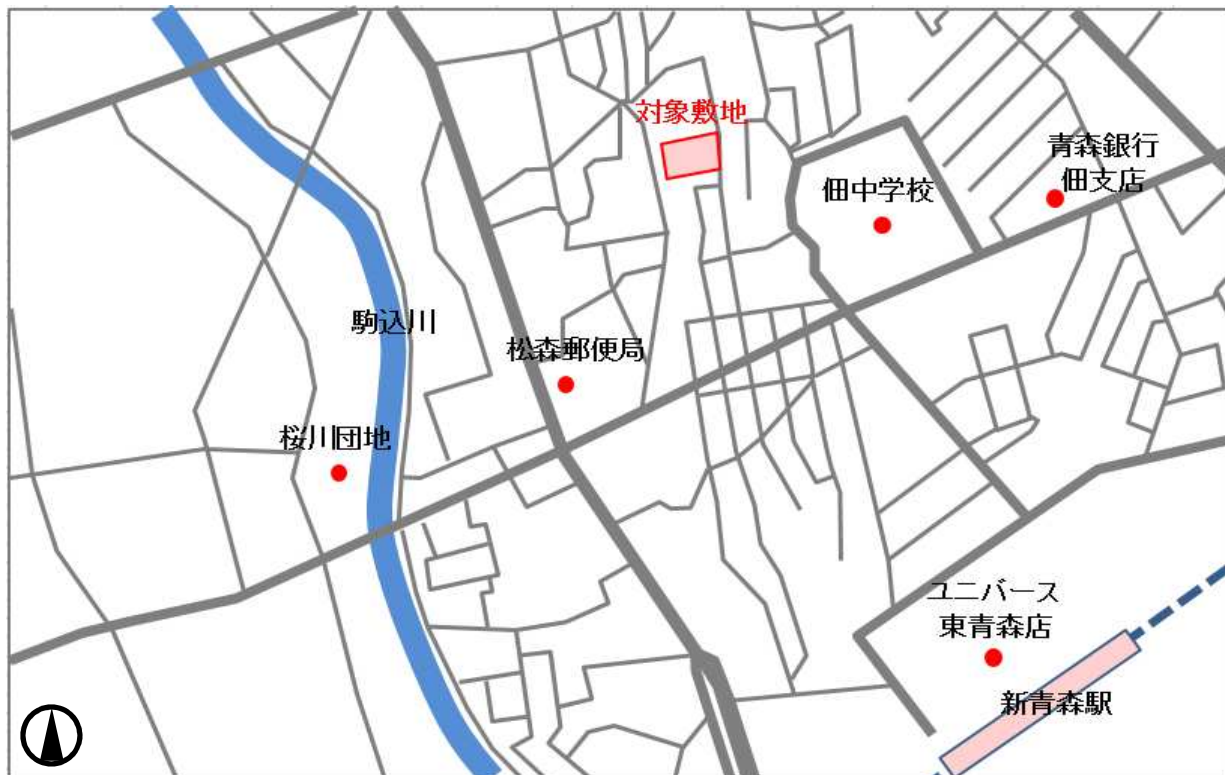 対象敷地
青森銀行
佃支店
佃中学校
駒込川
松森郵便局
桜川団地
ユニバース
東青森店
新青森駅